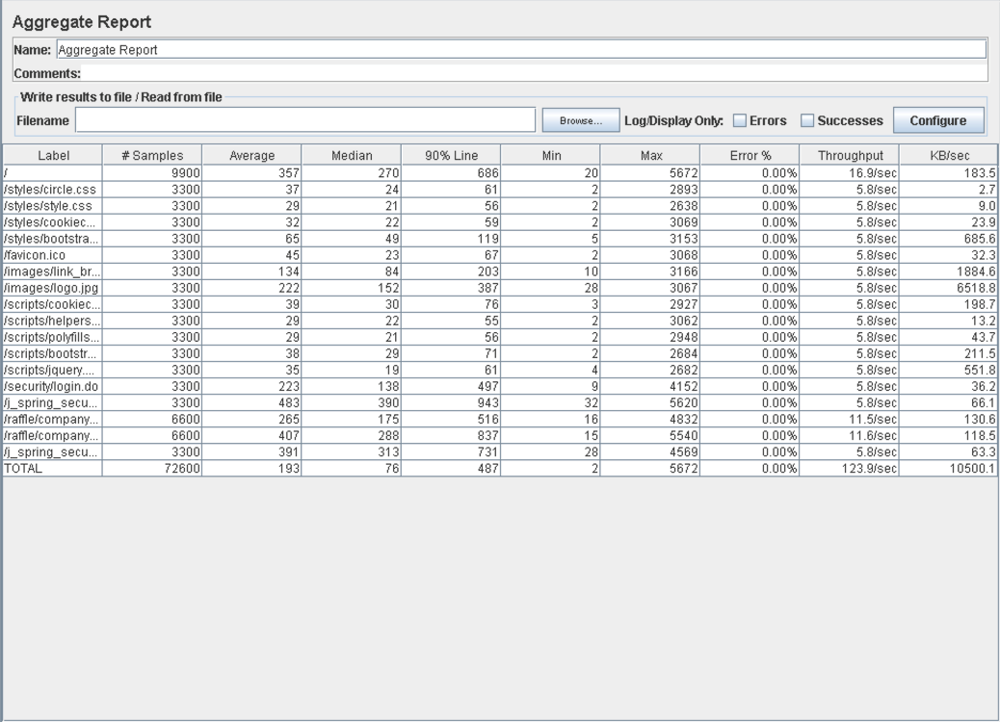 Aggregate Report
Name: Aggregate Report
Comments:
Write results to file / Read from file
Filename Browse... Log/Display Only: Errors Successes Configure
Label # Samples Average Median 90% Line Min Max Error % Throughput KB/sec
/ 9900 357 270 686 20 5672 0.00% 16.9/sec 183.5
/styles/circle.css 3300 37 24 61 2 2893 0.00% 5.8/sec 2.7
/styles/style.css 3300 29 21 56 2 2638 0.00% 5.8/sec 9.0
/styles/cookiec... 3300 32 22 59 2 3069 0.00% 5.8/sec 23.9
/styles/bootstra... 3300 65 49 119 5 3153 0.00% 5.8/sec 685.6
/favicon.ico 3300 45 23 67 2 3068 0.00% 5.8/sec 32.3
/images/link_br... 3300 134 84 203 10 3166 0.00% 5.8/sec 1884.6
/images/logo.jpg 3300 222 152 387 28 3067 0.00% 5.8/sec 6518.8
/scripts/cookiec... 3300 39 30 76 3 2927 0.00% 5.8/sec 198.7
/scripts/helpers... 3300 29 22 55 2 3062 0.00% 5.8/sec 13.2
/scripts/polyfills... 3300 29 21 56 2 2948 0.00% 5.8/sec 43.7
/scripts/bootstr... 3300 38 29 71 2 2684 0.00% 5.8/sec 211.5
/scripts/jquery.... 3300 35 19 61 4 2682 0.00% 5.8/sec 551.8
/security/login.do 3300 223 138 497 9 4152 0.00% 5.8/sec 36.2
/j_spring_secu... 3300 483 390 943 32 5620 0.00% 5.8/sec 66.1
/raffle/company... 6600 265 175 516 16 4832 0.00% 11.5/sec 130.6
/raffle/company... 6600 407 288 837 15 5540 0.00% 11.6/sec 118.5
/j_spring_secu... 3300 391 313 731 28 4569 0.00% 5.8/sec 63.3
TOTAL 72600 193 76 487 2 5672 0.00% 123.9/sec 10500.1